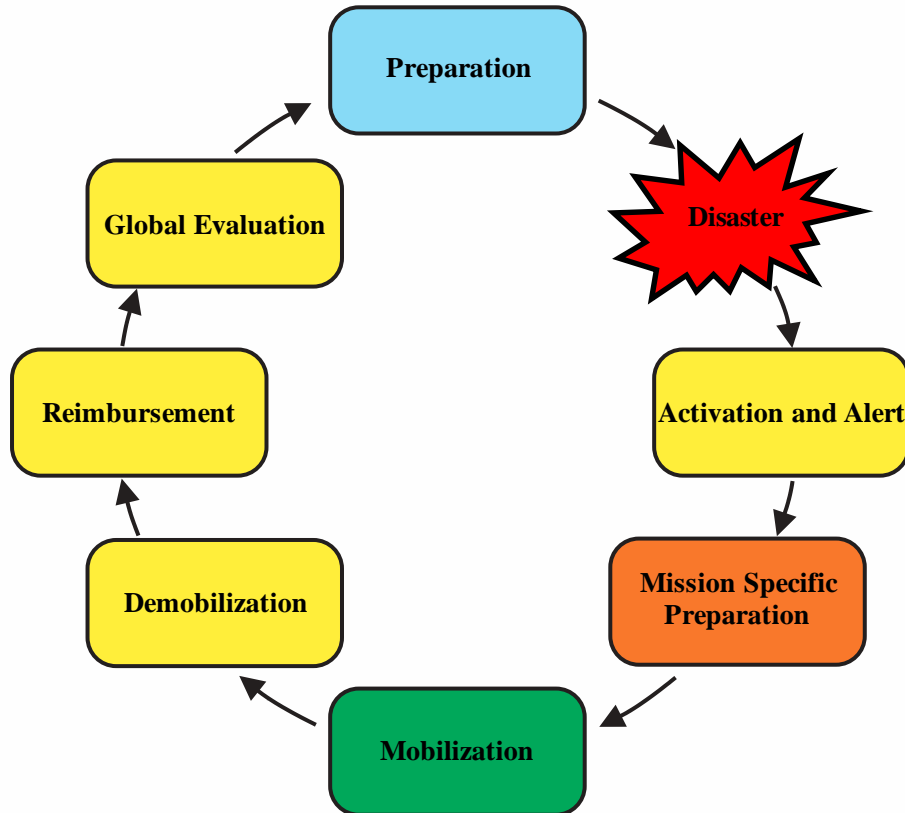 Preparation
Disaster
Activation and Alert
Mission Specific
Preparation
Mobilization
Demobilization
Reimbursement
Global Evaluation